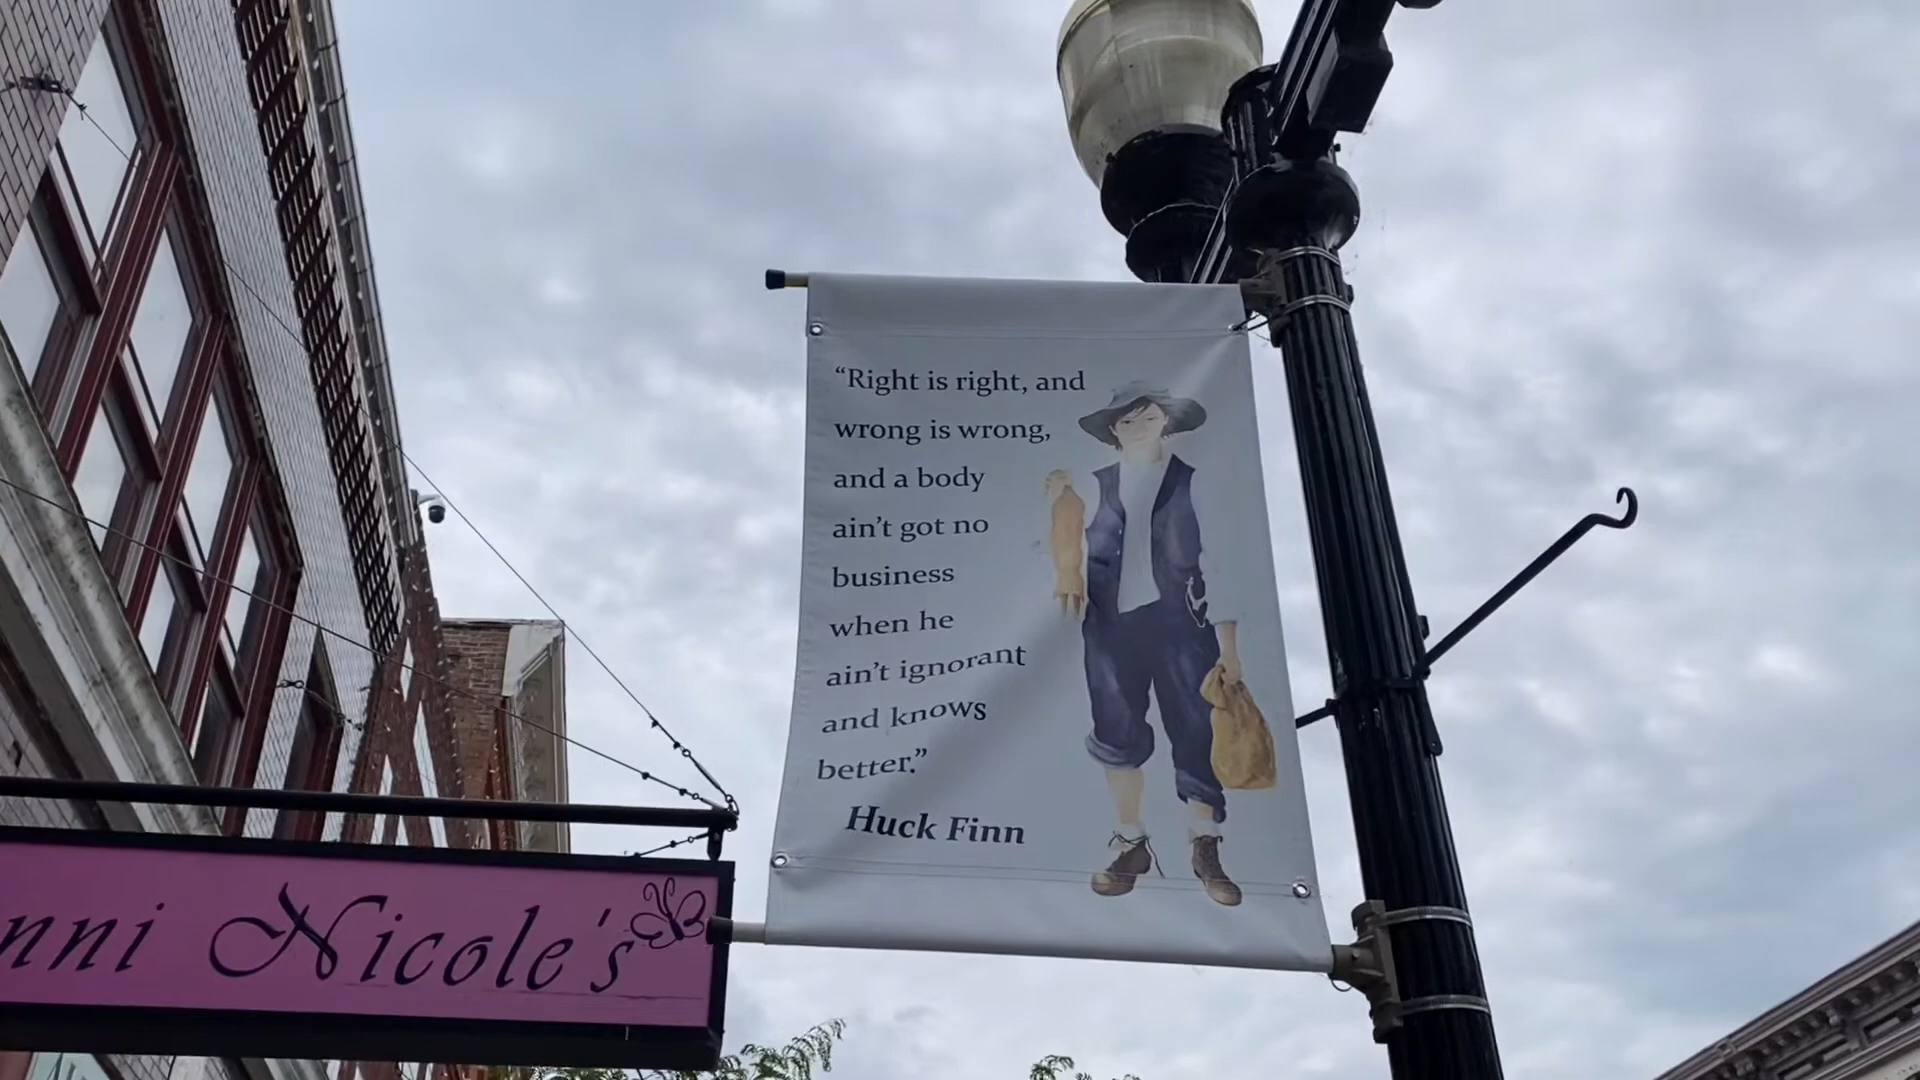 “Right is right, and
wrong is wrong,
and a body
ain’t got no
business
when he
ain’t ignorant
and knows
better.”
Huck Finn
nni Nicole's